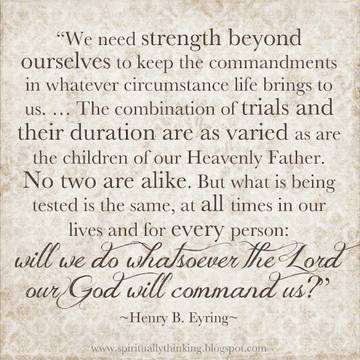 “We need strength beyond
ourselves to keep the commandments
in whatever circumstance life brings to
us. … The combination of trials and
their duration are as varied as are
the children of our Heavenly Father.
No two are alike. But what is being
tested is the same, at all times in our
lives and for every person:
will we do whatsoever the Lord
our God will command us?”
~Henry B. Eyring~
www.spirituallythinking.blogspot.com